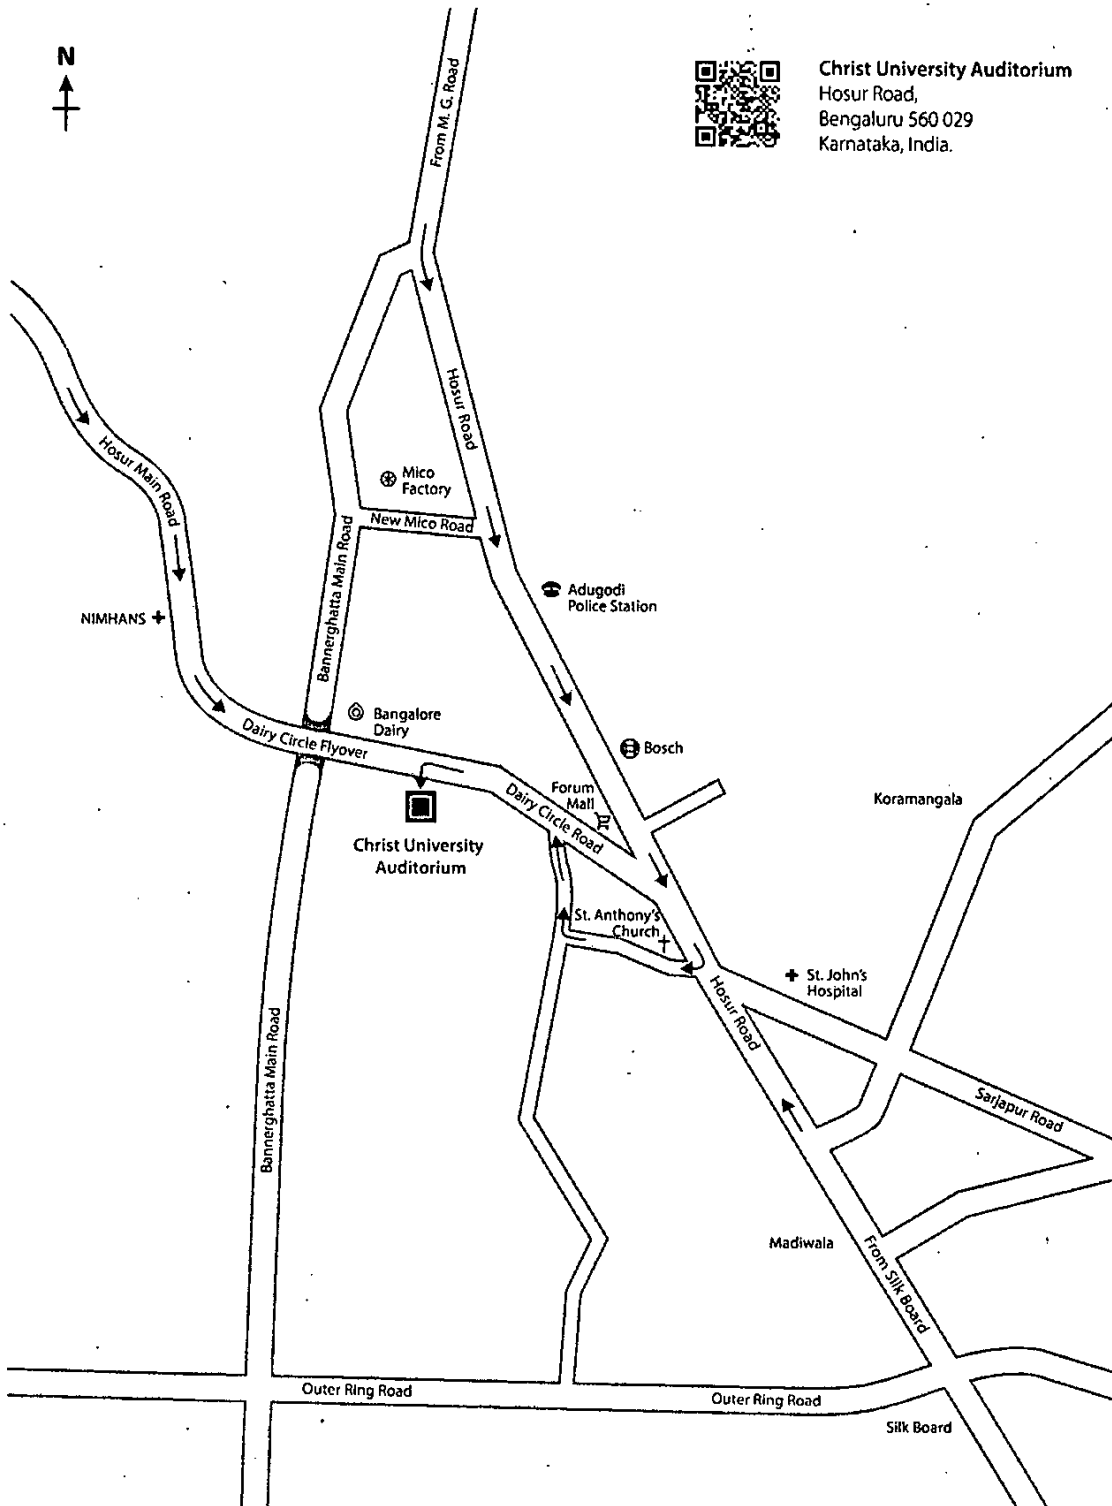 N
Christ University Auditorium
Hosur Road,
Bengaluru 560 029
Karnataka, India.
From M. G. Road
Hosur Road
Hosur Main Road
Mico
Factory
New Mico Road
Bannerghatta Main Road
Adugodi
Police Station
NIMHANS
Bangalore
Dairy
Dairy Circle Flyover
Bosch
Forum
Mall
Dairy Circle Road
Koramangala
Christ University
Auditorium
St. Anthony's
Church
St. John's
Hospital
Hosur Road
Bannerghatta Main Road
Sarjapur Road
Madiwala
From Silk Board
Outer Ring Road
Outer Ring Road
Silk Board